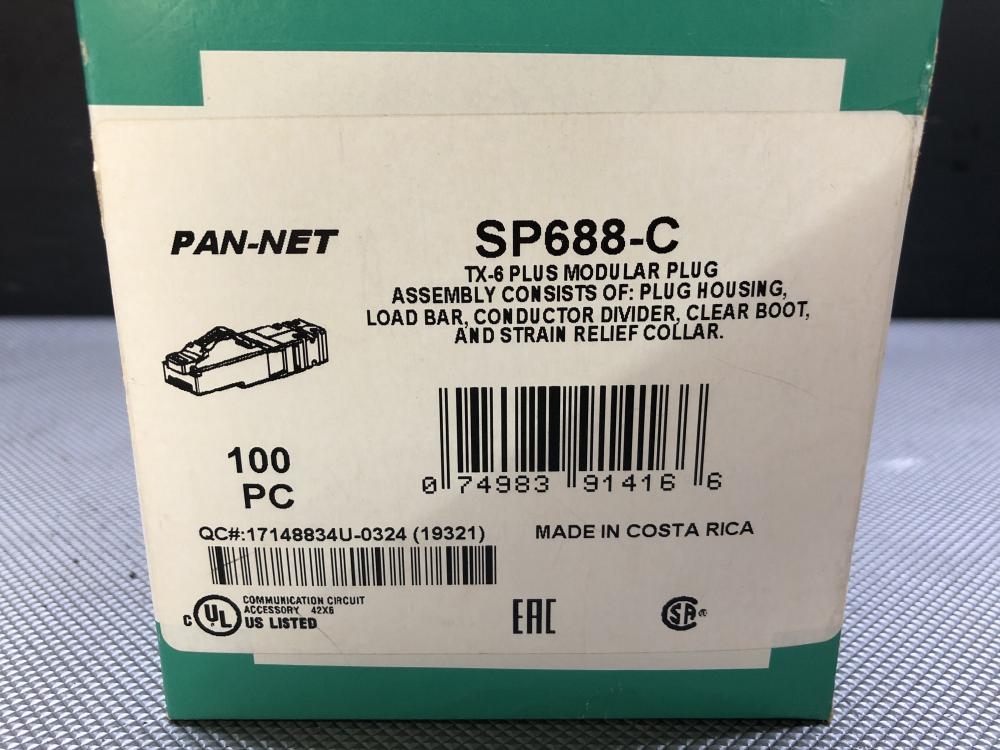 PAN-NET
SP688-C
TX-6 PLUS MODULAR PLUG
ASSEMBLY CONSISTS OF: PLUG HOUSING,
LOAD BAR, CONDUCTOR DIVIDER, CLEAR BOOT,
AND STRAIN RELIEF COLLAR.
100
PC
0 74983 91416 6
QC#:17148834U-0324 (19321)
MADE IN COSTA RICA
C UL US LISTED
COMMUNICATION CIRCUIT
ACCESSORY 42X6
EAC
SA ®